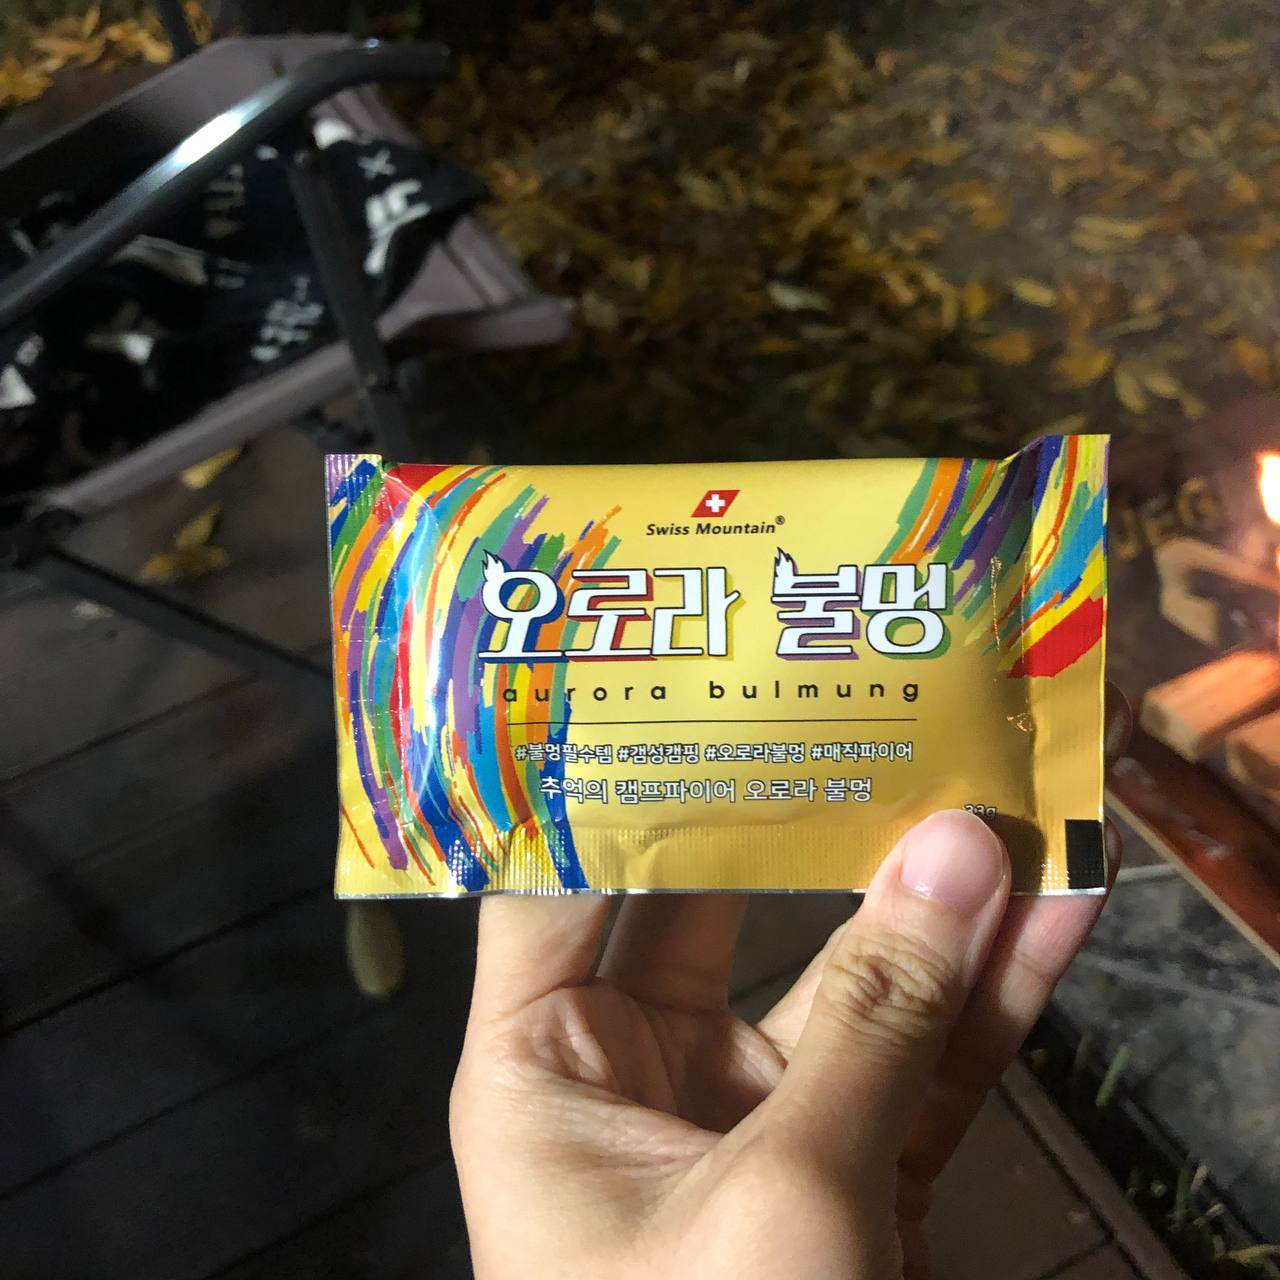 Swiss Mountain®
오로라 불멍
aurora bulmung
#불멍필수템 #갬성캠핑 #오로라불멍 #매직파이어
추억의 캠프파이어 오로라 불멍